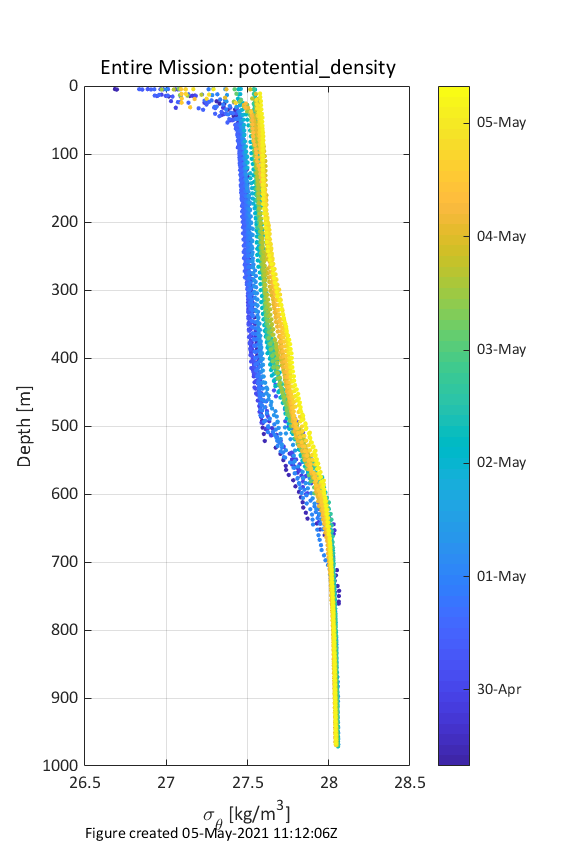 Entire Mission: potential_density
0
100
200
300
400
500
600
700
800
900
1000
Depth [m]
26.5 27 27.5 28 28.5
σθ [kg/m³]
Figure created 05-May-2021 11:12:06Z
05-May
04-May
03-May
02-May
01-May
30-Apr